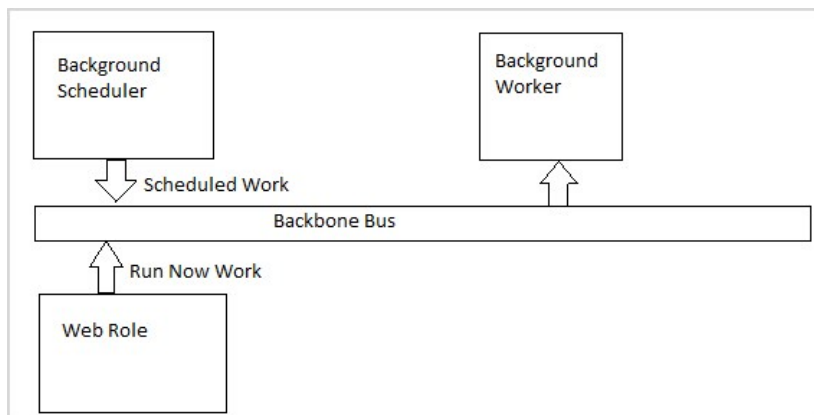 Background
Scheduler
Background
Worker
Scheduled Work
Backbone Bus
Run Now Work
Web Role